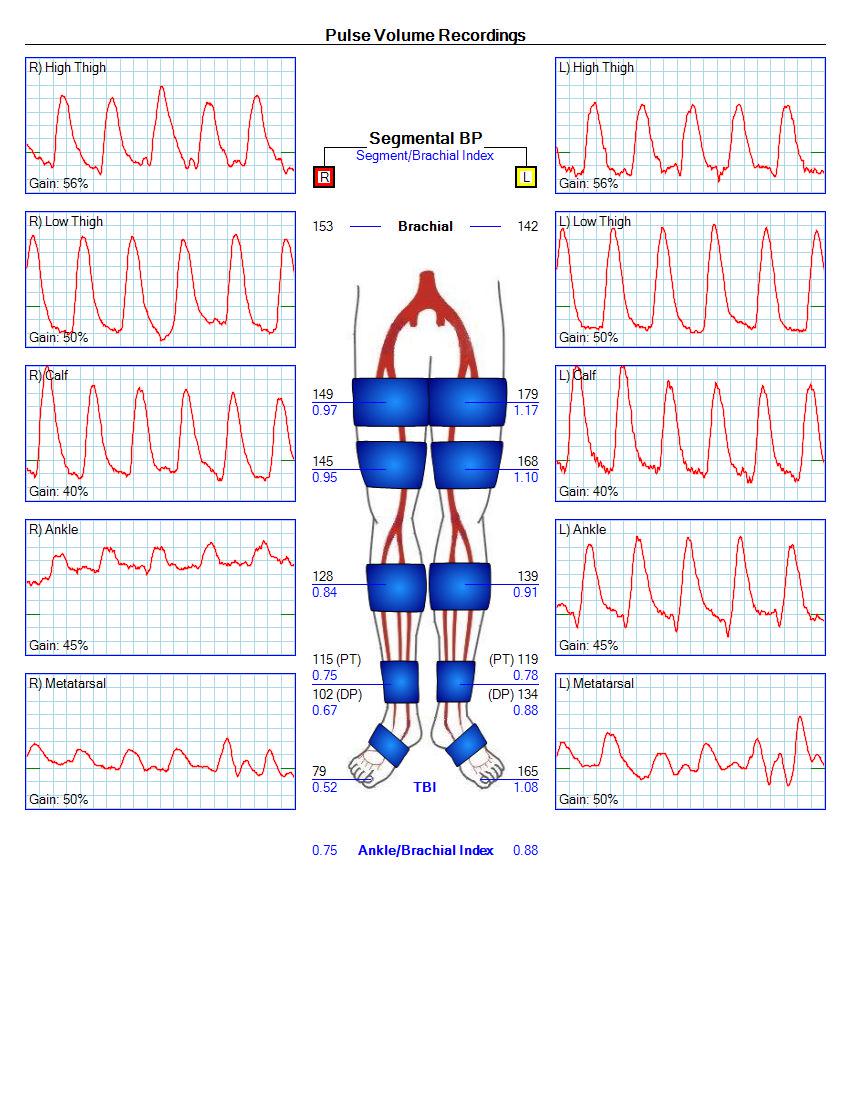 Pulse Volume Recordings
R) High Thigh
Gain: 56%
R) Low Thigh
Gain: 50%
R) Calf
Gain: 40%
R) Ankle
Gain: 45%
R) Metatarsal
Gain: 50%
Segmental BP
Segment/Brachial Index
R L
153 Brachial 142
149 179
0.97 1.17
145 168
0.95 1.10
128 139
0.84 0.91
115 (PT) (PT) 119
0.75 0.78
102 (DP) (DP) 134
0.67 0.88
79 165
0.52 TBI 1.08
0.75 Ankle/Brachial Index 0.88
L) High Thigh
Gain: 56%
L) Low Thigh
Gain: 50%
L) Calf
Gain: 40%
L) Ankle
Gain: 45%
L) Metatarsal
Gain: 50%